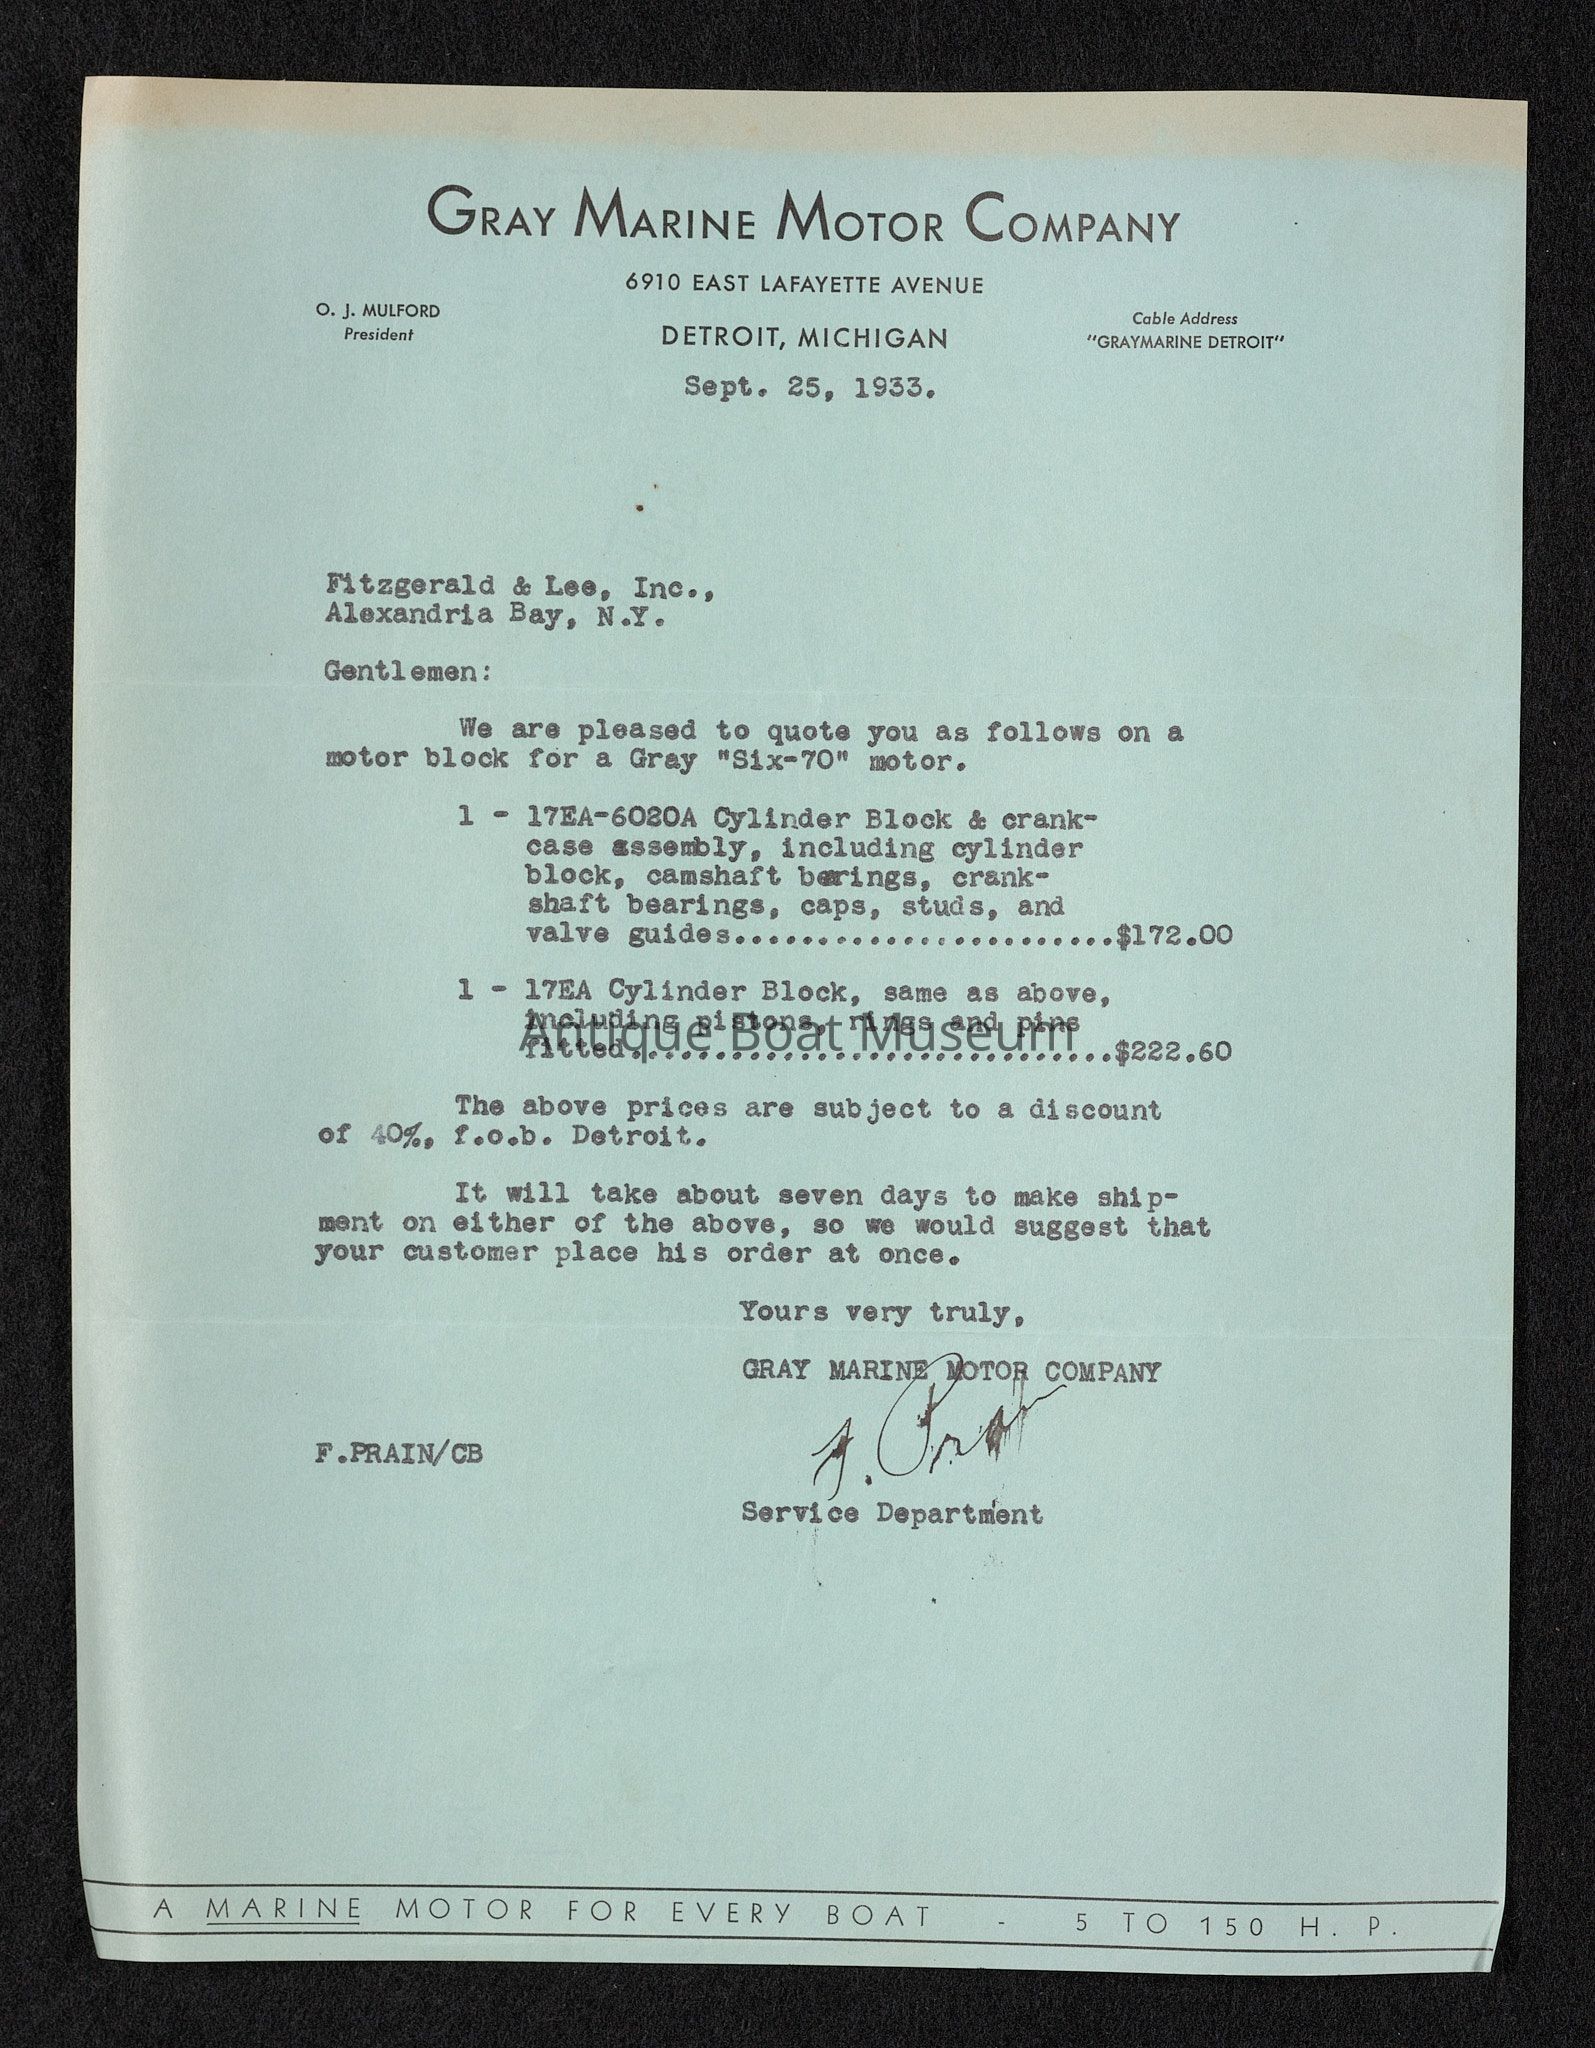 GRAY MARINE MOTOR COMPANY
6910 EAST LAFAYETTE AVENUE
O. J. MULFORD
President
DETROIT, MICHIGAN
Cable Address
"GRAYMARINE DETROIT"
Sept. 25, 1933.
Fitzgerald & Lee, Inc.,
Alexandria Bay, N.Y.
Gentlemen:
We are pleased to quote you as follows on a
motor block for a Gray "Six-70" motor.
1 - 17EA-6020A Cylinder Block & crank-
case assembly, including cylinder
block, camshaft bearings, crank-
shaft bearings, caps, studs, and
valve guides.......................$172.00
1 - 17EA Cylinder Block, same as above,
including pistons, rings and pins
Antique Boat Museum
fitted.............................$222.60
The above prices are subject to a discount
of 40%, f.o.b. Detroit.
It will take about seven days to make ship-
ment on either of the above, so we would suggest that
your customer place his order at once.
Yours very truly,
GRAY MARINE MOTOR COMPANY
F. Prain
F.PRAIN/CB
Service Department
A MARINE MOTOR FOR EVERY BOAT - 5 TO 150 H. P.